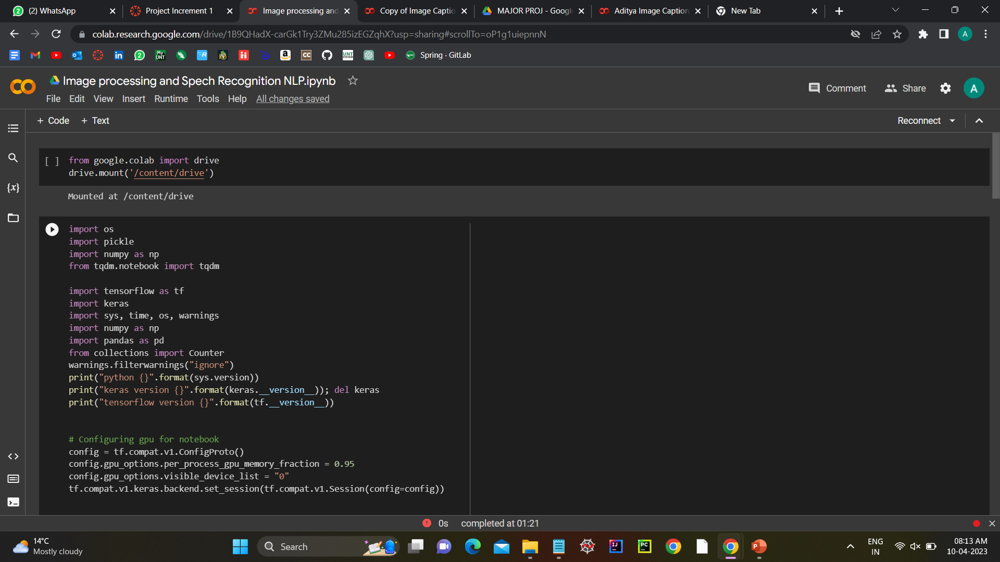 (2) WhatsApp
Project Increment 1
Image processing and
Copy of Image Captio
MAJOR PROJ - Googl
Aditya Image Caption
New Tab
colab.research.google.com/drive/1B9QHadX-carGk1Try3ZMu285izEGZqhX?usp=sharing#scrollTo=oP1g1uiepnnN
A
Spring · GitLab
Image processing and Spech Recognition NLP.ipynb
Comment
Share
A
File Edit View Insert Runtime Tools Help All changes saved
+ Code + Text
Reconnect
[ ] from google.colab import drive
drive.mount('/content/drive')
Mounted at /content/drive
{x}
import os
import pickle
import numpy as np
from tqdm.notebook import tqdm
import tensorflow as tf
import keras
import sys, time, os, warnings
import numpy as np
import pandas as pd
from collections import Counter
warnings.filterwarnings("ignore")
print("python {}".format(sys.version))
print("keras version {}".format(keras.__version__)); del keras
print("tensorflow version {}".format(tf.__version__))
# Configuring gpu for notebook
config = tf.compat.v1.ConfigProto()
config.gpu_options.per_process_gpu_memory_fraction = 0.95
config.gpu_options.visible_device_list = "0"
tf.compat.v1.keras.backend.set_session(tf.compat.v1.Session(config=config))
0s completed at 01:21
14°C
Mostly cloudy
Search
ENG
IN
08:13 AM
10-04-2023